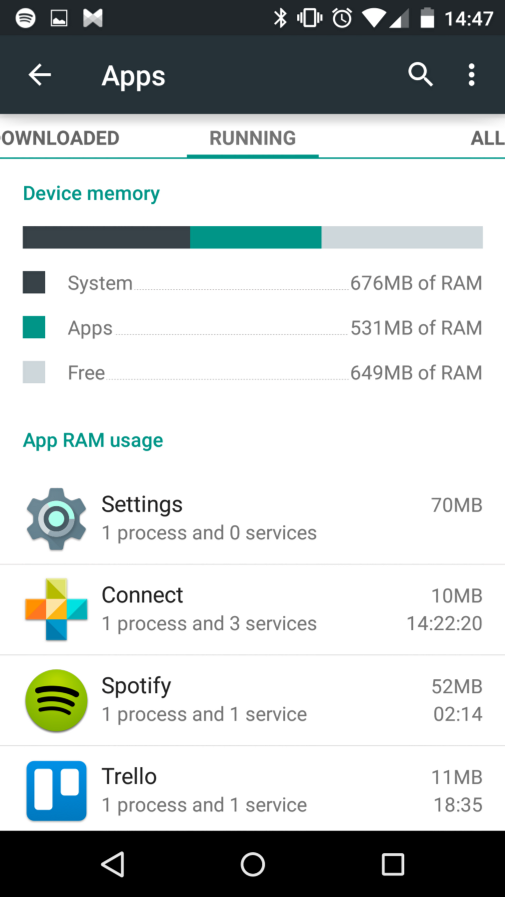 14:47
Apps
OWNLOADED RUNNING ALL
Device memory
System 676MB of RAM
Apps 531MB of RAM
Free 649MB of RAM
App RAM usage
Settings 70MB
1 process and 0 services
Connect 10MB
1 process and 3 services 14:22:20
Spotify 52MB
1 process and 1 service 02:14
Trello 11MB
1 process and 1 service 18:35